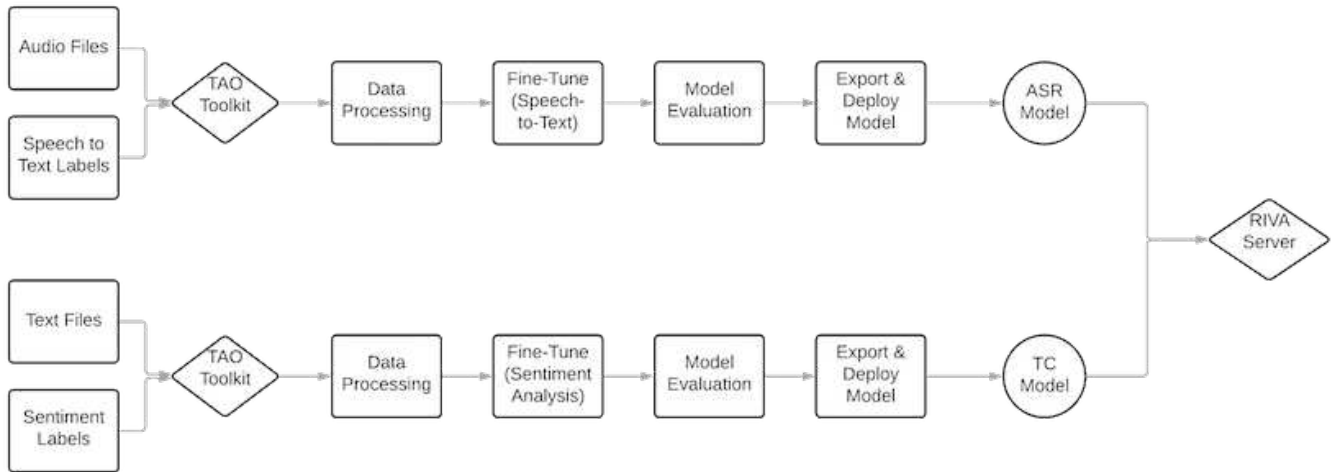 Audio Files
Speech to
Text Labels
TAO
Toolkit
Data
Processing
Fine-Tune
(Speech-
to-Text)
Model
Evaluation
Export &
Deploy
Model
ASR
Model
RIVA
Server
Text Files
Sentiment
Labels
TAO
Toolkit
Data
Processing
Fine-Tune
(Sentiment
Analysis)
Model
Evaluation
Export &
Deploy
Model
TC
Model